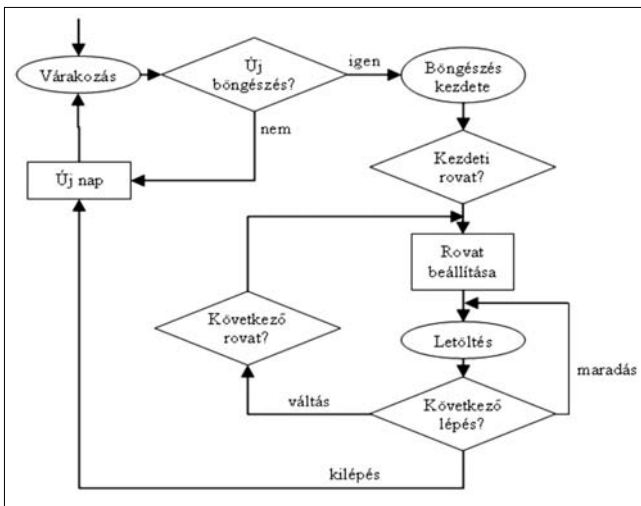 Várakozás
Új
böngészés?
igen
Böngészés
kezdete
nem
Új nap
Kezdeti
rovat?
Rovat
beállítása
Következő
rovat?
Letöltés
maradás
váltás
Következő
lépés?
kilépés